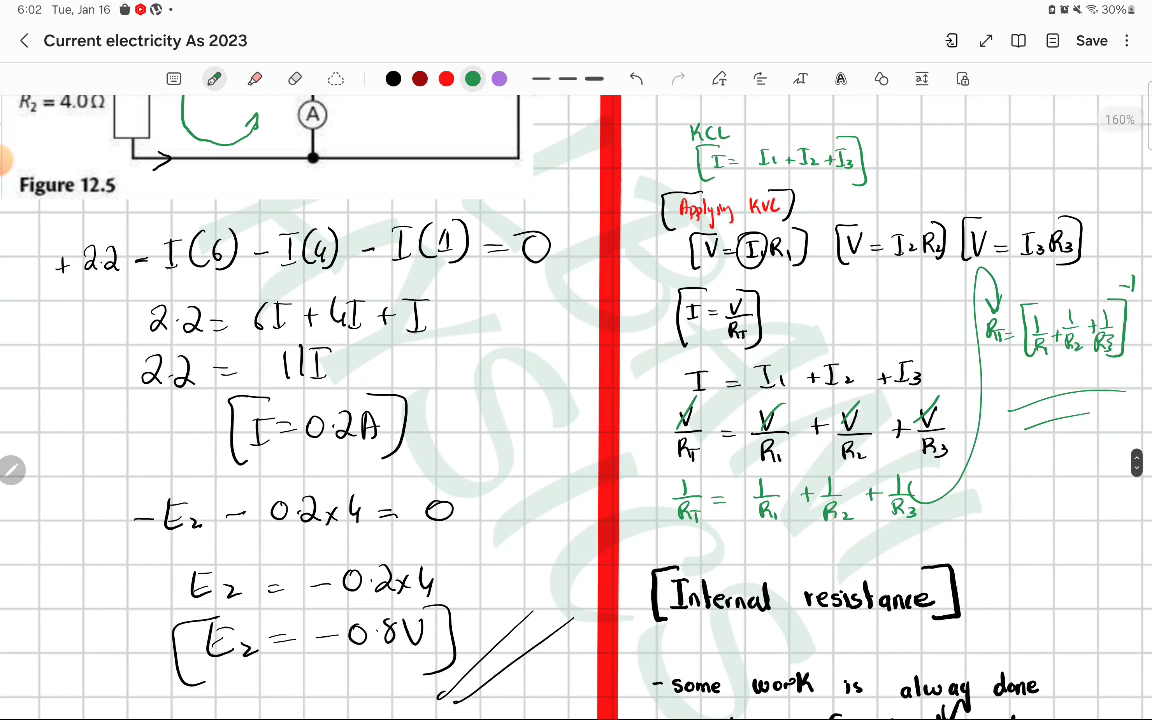 6:02 Tue, Jan 16
30%
Current electricity As 2023
Save
160%
R₂ = 4.0Ω
A
Figure 12.5
+ 2.2 - I(6) - I(4) - I(1) = 0
2.2 = 6I + 4I + I
2.2 = 11I
[I = 0.2A]
-E₂ - 0.2×4 = 0
E₂ = -0.2×4
[E₂ = -0.8V]
KCL
[I = I₁ + I₂ + I₃]
[Applying KVL]
[V = I₁R₁] [V = I₂R₂] [V = I₃R₃]
[I = V/R_T]
R_T = [1/R₁ + 1/R₂ + 1/R₃]⁻¹
I = I₁ + I₂ + I₃
V/R_T = V/R₁ + V/R₂ + V/R₃
1/R_T = 1/R₁ + 1/R₂ + 1/R₃
[Internal resistance]
- some work is alway done